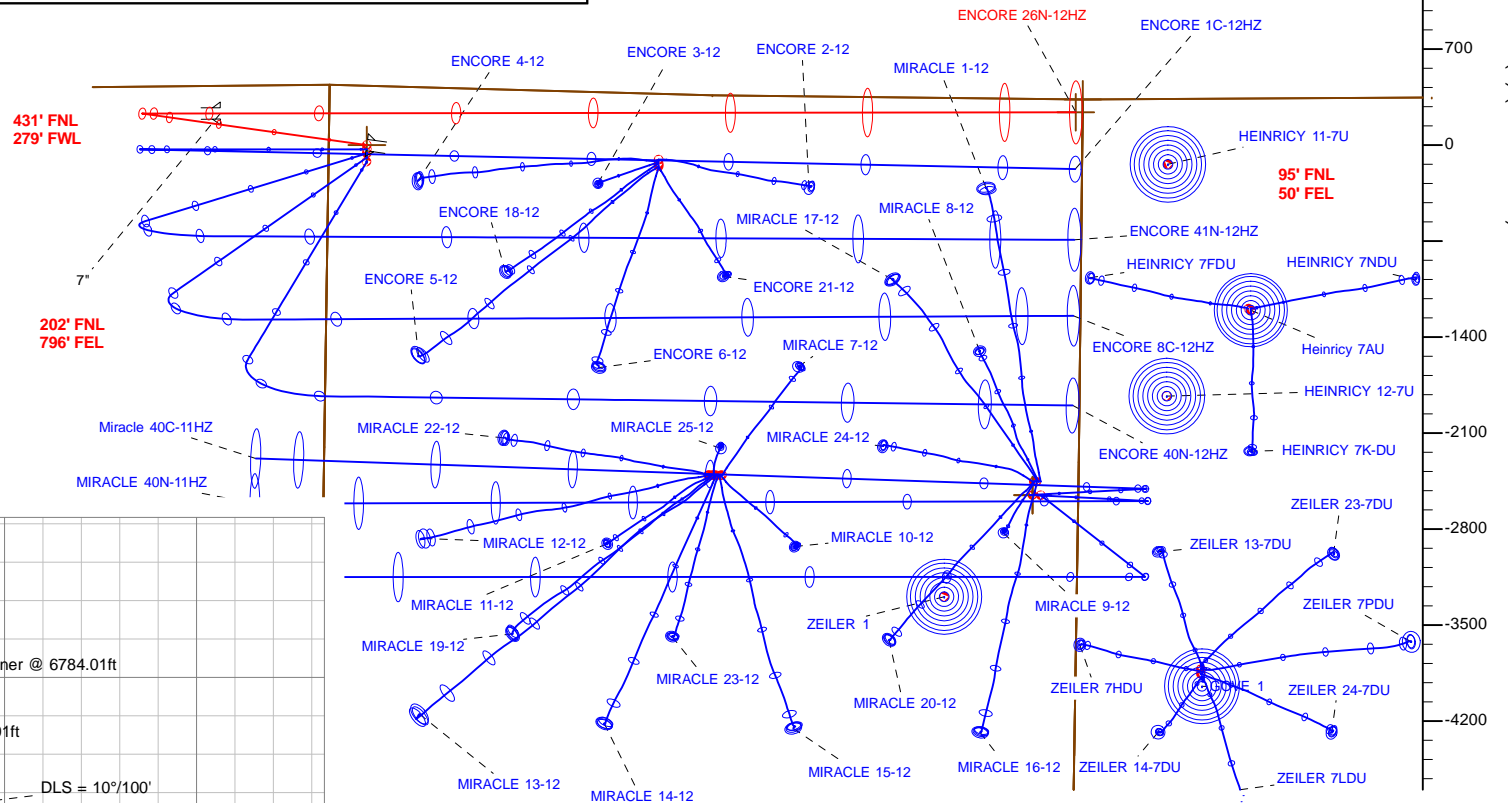 ENCORE 26N-12HZ
ENCORE 1C-12HZ
ENCORE 4-12
ENCORE 3-12
ENCORE 2-12
MIRACLE 1-12
700
431' FNL
279' FWL
HEINRICY 11-7U
0
95' FNL
50' FEL
ENCORE 18-12
MIRACLE 17-12
MIRACLE 8-12
ENCORE 41N-12HZ
HEINRICY 7FDU
HEINRICY 7NDU
7"
ENCORE 5-12
ENCORE 21-12
202' FNL
796' FEL
ENCORE 6-12
MIRACLE 7-12
ENCORE 8C-12HZ
Heinricy 7AU
-1400
HEINRICY 12-7U
Miracle 40C-11HZ
MIRACLE 22-12
MIRACLE 25-12
MIRACLE 24-12
-2100
ENCORE 40N-12HZ
HEINRICY 7K-DU
MIRACLE 40N-11HZ
ZEILER 23-7DU
-2800
MIRACLE 12-12
MIRACLE 10-12
ZEILER 13-7DU
MIRACLE 11-12
MIRACLE 9-12
ZEILER 7PDU
ZEILER 1
-3500
MIRACLE 19-12
ner @ 6784.01ft
MIRACLE 23-12
MIRACLE 20-12
ZEILER 7HDU
ZEILER 24-7DU
-4200
1ft
MIRACLE 13-12
MIRACLE 14-12
MIRACLE 15-12
MIRACLE 16-12
ZEILER 14-7DU
ZEILER 7LDU
DLS = 10°/100'